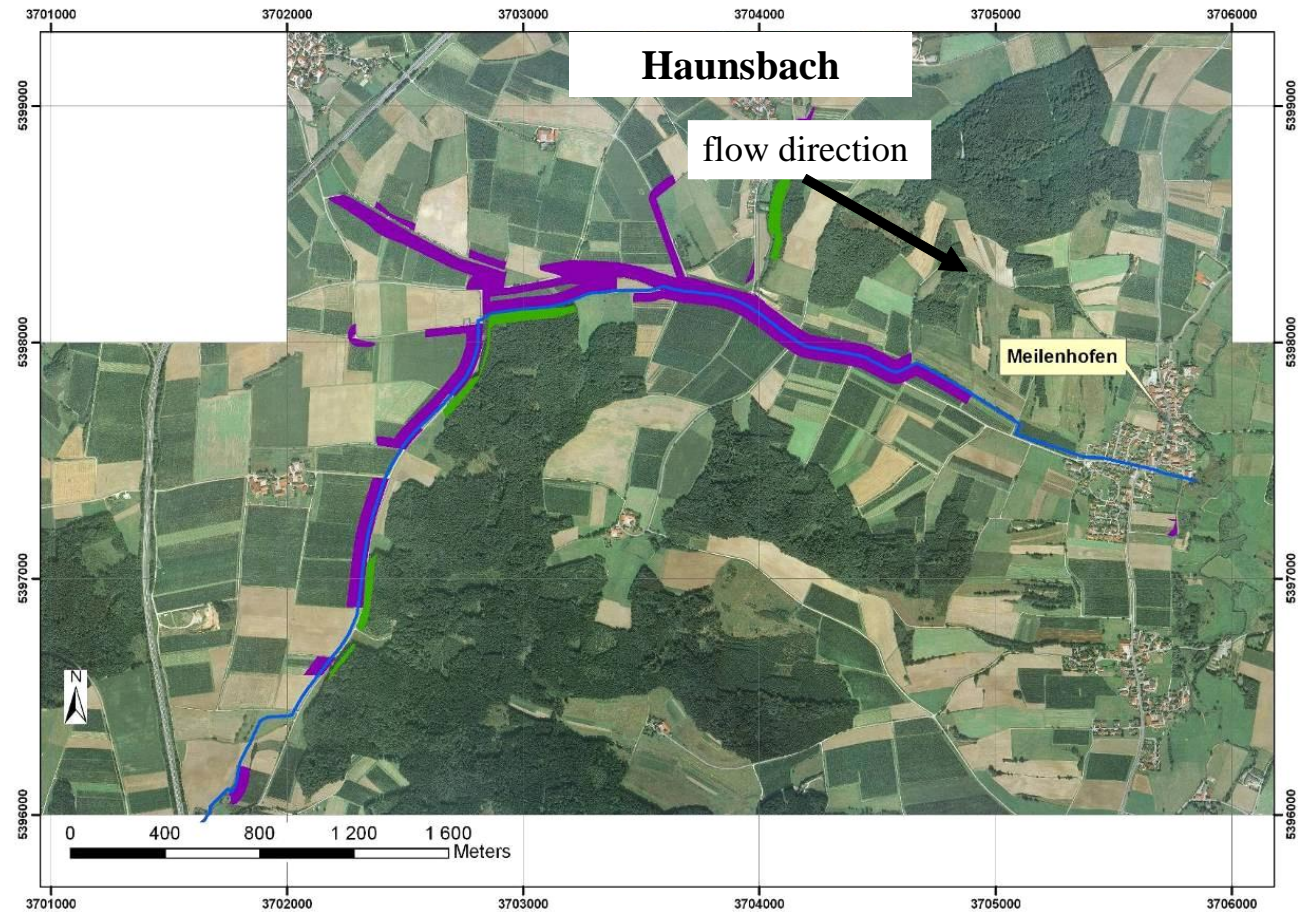 3701000 3702000 3703000 3704000 3705000 3706000
Haunsbach
5399000 5399000
flow direction
5398000 5398000
Meilenhofen
5397000 5397000
N
5396000 5396000
0 400 800 1 200 1 600
Meters
3701000 3702000 3703000 3704000 3705000 3706000